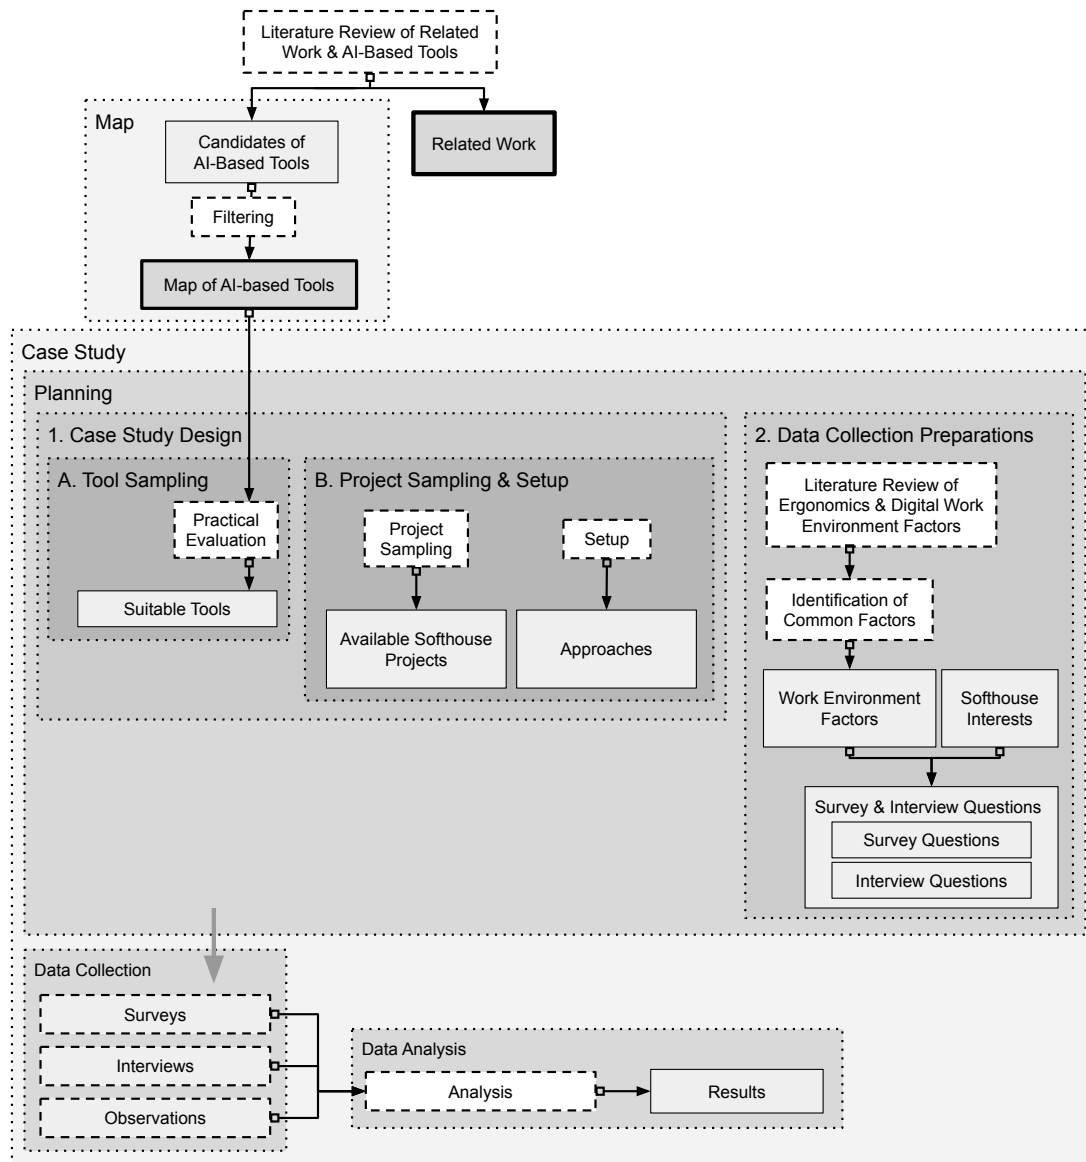 Literature Review of Related
Work & AI-Based Tools
Map
Candidates of
AI-Based Tools
Related Work
Filtering
Map of AI-based Tools
Case Study
Planning
1. Case Study Design
A. Tool Sampling
Practical
Evaluation
Suitable Tools
B. Project Sampling & Setup
Project
Sampling
Setup
Available Softhouse
Projects
Approaches
2. Data Collection Preparations
Literature Review of
Ergonomics & Digital Work
Environment Factors
Identification of
Common Factors
Work Environment
Factors
Softhouse
Interests
Survey & Interview Questions
Survey Questions
Interview Questions
Data Collection
Surveys
Interviews
Observations
Data Analysis
Analysis
Results